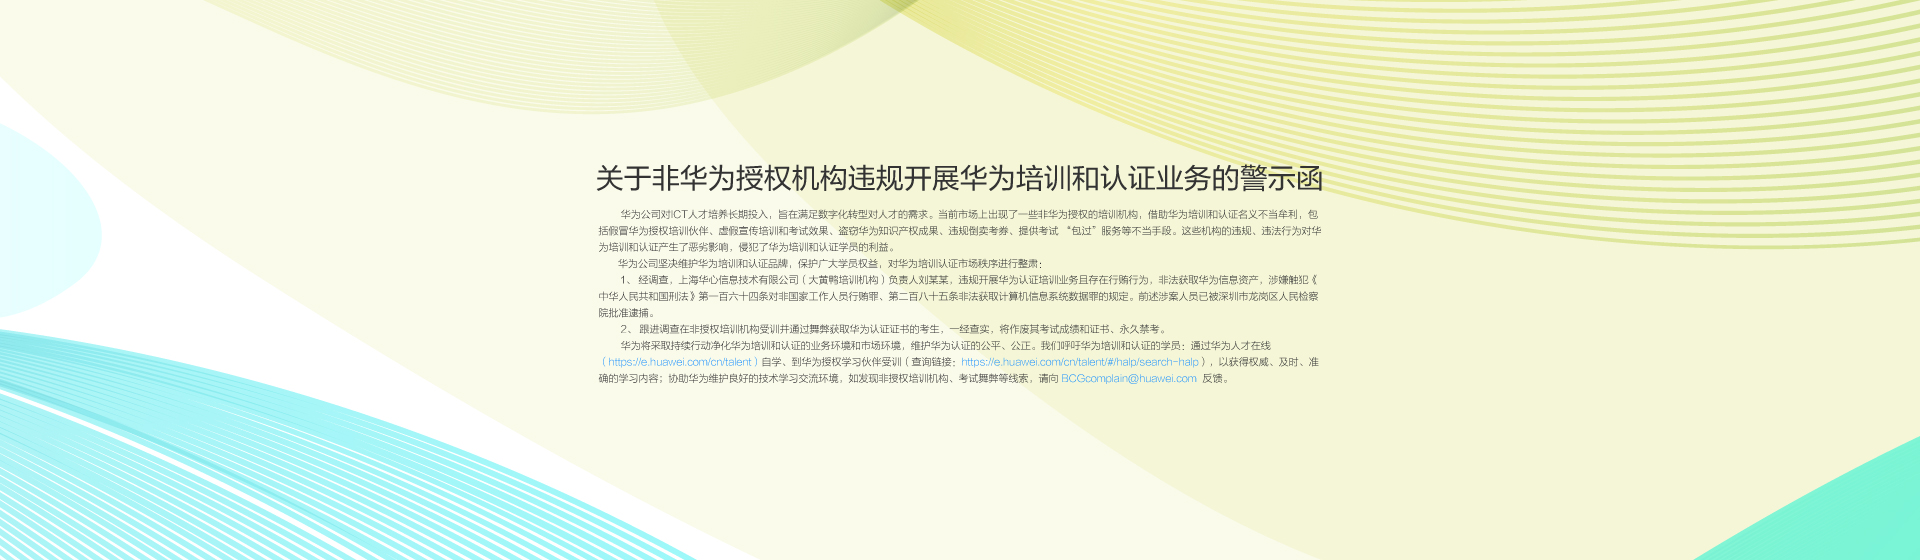 关于非华为授权机构违规开展华为培训和认证业务的警示函
华为公司对ICT人才培养长期投入，旨在满足数字化转型对人才的需求。当前市场上出现了一些非华为授权的培训机构，借助华为培训和认证名义不当牟利，包
括假冒华为授权培训伙伴、虚假宣传培训和考试效果、盗窃华为知识产权成果、违规倒卖考券、提供考试 “包过”服务等不当手段。这些机构的违规、违法行为对华
为培训和认证产生了恶劣影响，侵犯了华为培训和认证学员的利益。
华为公司坚决维护华为培训和认证品牌，保护广大学员权益，对华为培训认证市场秩序进行整肃：
1、 经调查，上海华心信息技术有限公司（大黄鸭培训机构）负责人刘某某，违规开展华为认证培训业务且存在行贿行为，非法获取华为信息资产，涉嫌触犯《
中华人民共和国刑法》第一百六十四条对非国家工作人员行贿罪、第二百八十五条非法获取计算机信息系统数据罪的规定。前述涉案人员已被深圳市龙岗区人民检察
院批准逮捕。
2、 跟进调查在非授权培训机构受训并通过舞弊获取华为认证证书的考生，一经查实，将作废其考试成绩和证书、永久禁考。
华为将采取持续行动净化华为培训和认证的业务环境和市场环境，维护华为认证的公平、公正。我们呼吁华为培训和认证的学员：通过华为人才在线
（https://e.huawei.com/cn/talent）自学、到华为授权学习伙伴受训（查询链接：https://e.huawei.com/cn/talent/#/halp/search-halp），以获得权威、及时、准
确的学习内容；协助华为维护良好的技术学习交流环境，如发现非授权培训机构、考试舞弊等线索，请向 BCGcomplain@huawei.com 反馈。